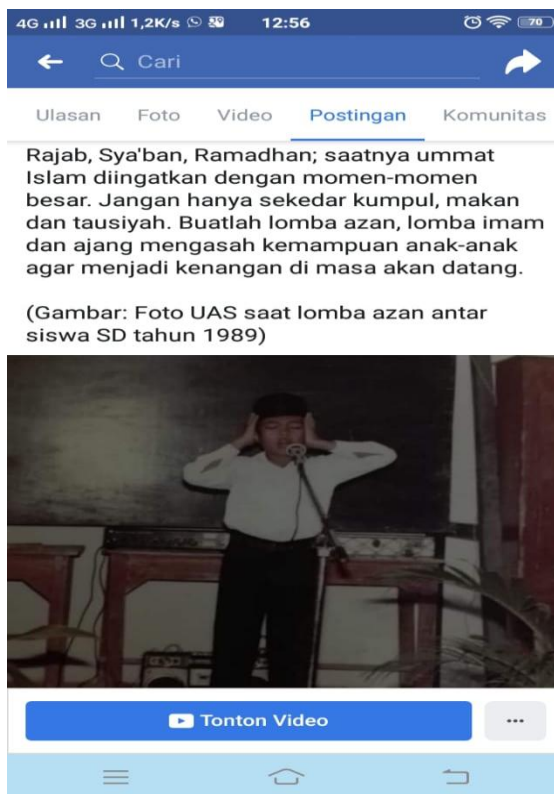 4G 3G 1,2K/s 12:56 70
Cari
Ulasan Foto Video Postingan Komunitas
Rajab, Sya'ban, Ramadhan; saatnya ummat
Islam diingatkan dengan momen-momen
besar. Jangan hanya sekedar kumpul, makan
dan tausiyah. Buatlah lomba azan, lomba imam
dan ajang mengasah kemampuan anak-anak
agar menjadi kenangan di masa akan datang.
(Gambar: Foto UAS saat lomba azan antar
siswa SD tahun 1989)
Tonton Video